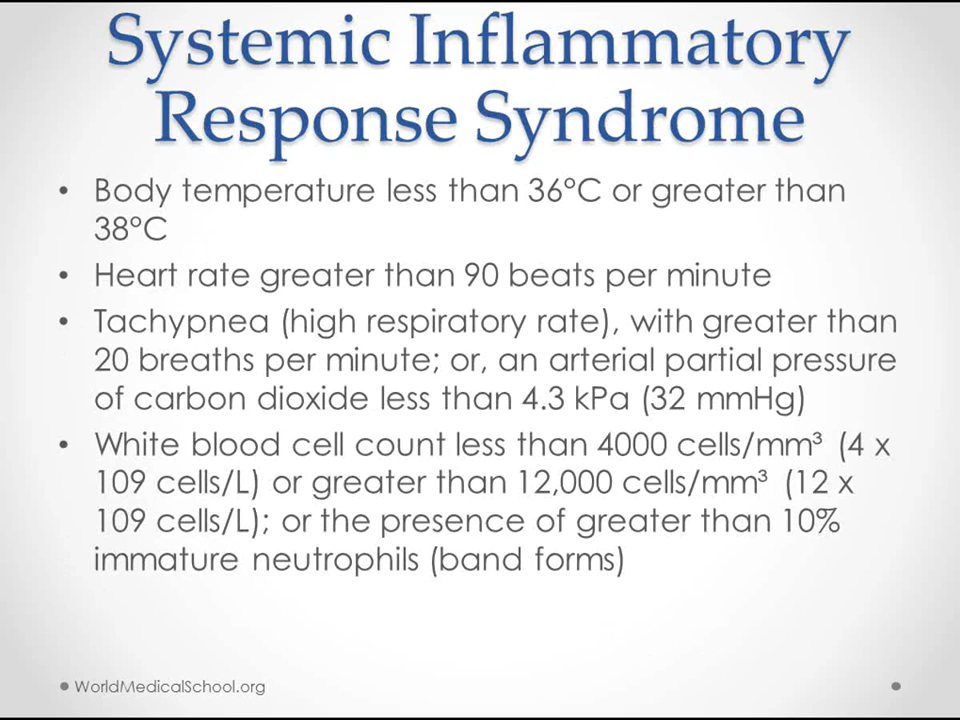 Systemic Inflammatory
Response Syndrome
• Body temperature less than 36°C or greater than
38°C
• Heart rate greater than 90 beats per minute
• Tachypnea (high respiratory rate), with greater than
20 breaths per minute; or, an arterial partial pressure
of carbon dioxide less than 4.3 kPa (32 mmHg)
• White blood cell count less than 4000 cells/mm³ (4 x
109 cells/L) or greater than 12,000 cells/mm³ (12 x
109 cells/L); or the presence of greater than 10%
immature neutrophils (band forms)
WorldMedicalSchool.org